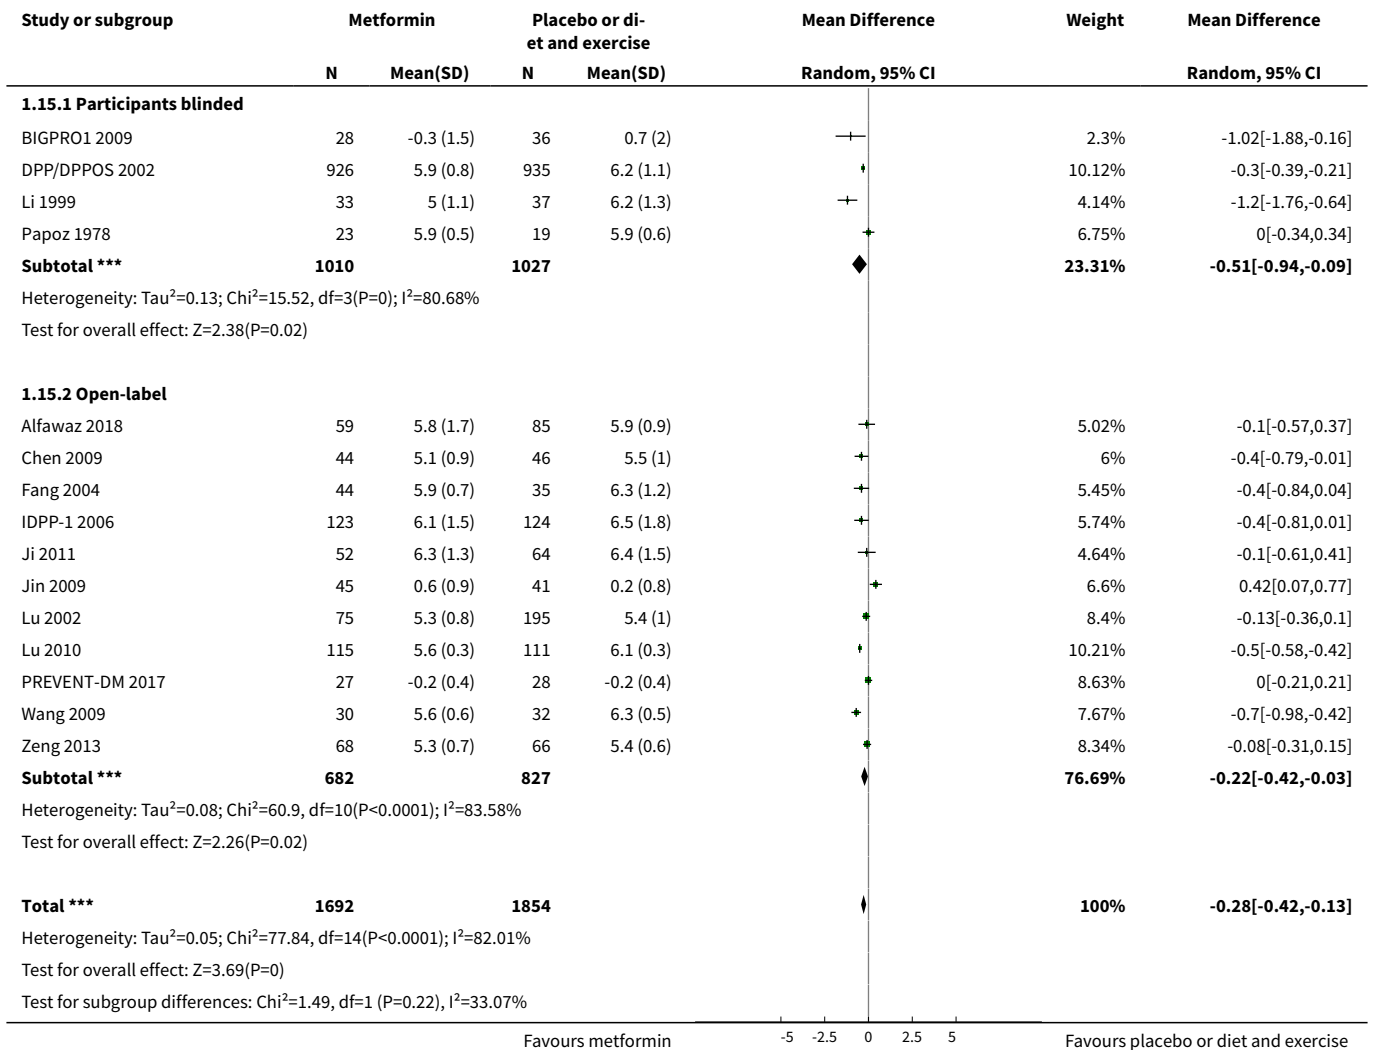 Study or subgroup Metformin Placebo or di- Mean Difference Weight Mean Difference
et and exercise
N Mean(SD) N Mean(SD) Random, 95% CI Random, 95% CI
1.15.1 Participants blinded
BIGPRO1 2009 28 -0.3 (1.5) 36 0.7 (2) 2.3% -1.02[-1.88,-0.16]
DPP/DPPOS 2002 926 5.9 (0.8) 935 6.2 (1.1) 10.12% -0.3[-0.39,-0.21]
Li 1999 33 5 (1.1) 37 6.2 (1.3) 4.14% -1.2[-1.76,-0.64]
Papoz 1978 23 5.9 (0.5) 19 5.9 (0.6) 6.75% 0[-0.34,0.34]
Subtotal *** 1010 1027 23.31% -0.51[-0.94,-0.09]
Heterogeneity: Tau²=0.13; Chi²=15.52, df=3(P=0); I²=80.68%
Test for overall effect: Z=2.38(P=0.02)
1.15.2 Open-label
Alfawaz 2018 59 5.8 (1.7) 85 5.9 (0.9) 5.02% -0.1[-0.57,0.37]
Chen 2009 44 5.1 (0.9) 46 5.5 (1) 6% -0.4[-0.79,-0.01]
Fang 2004 44 5.9 (0.7) 35 6.3 (1.2) 5.45% -0.4[-0.84,0.04]
IDPP-1 2006 123 6.1 (1.5) 124 6.5 (1.8) 5.74% -0.4[-0.81,0.01]
Ji 2011 52 6.3 (1.3) 64 6.4 (1.5) 4.64% -0.1[-0.61,0.41]
Jin 2009 45 0.6 (0.9) 41 0.2 (0.8) 6.6% 0.42[0.07,0.77]
Lu 2002 75 5.3 (0.8) 195 5.4 (1) 8.4% -0.13[-0.36,0.1]
Lu 2010 115 5.6 (0.3) 111 6.1 (0.3) 10.21% -0.5[-0.58,-0.42]
PREVENT-DM 2017 27 -0.2 (0.4) 28 -0.2 (0.4) 8.63% 0[-0.21,0.21]
Wang 2009 30 5.6 (0.6) 32 6.3 (0.5) 7.67% -0.7[-0.98,-0.42]
Zeng 2013 68 5.3 (0.7) 66 5.4 (0.6) 8.34% -0.08[-0.31,0.15]
Subtotal *** 682 827 76.69% -0.22[-0.42,-0.03]
Heterogeneity: Tau²=0.08; Chi²=60.9, df=10(P<0.0001); I²=83.58%
Test for overall effect: Z=2.26(P=0.02)
Total *** 1692 1854 100% -0.28[-0.42,-0.13]
Heterogeneity: Tau²=0.05; Chi²=77.84, df=14(P<0.0001); I²=82.01%
Test for overall effect: Z=3.69(P=0)
Test for subgroup differences: Chi²=1.49, df=1 (P=0.22), I²=33.07%
Favours metformin -5 -2.5 0 2.5 5 Favours placebo or diet and exercise